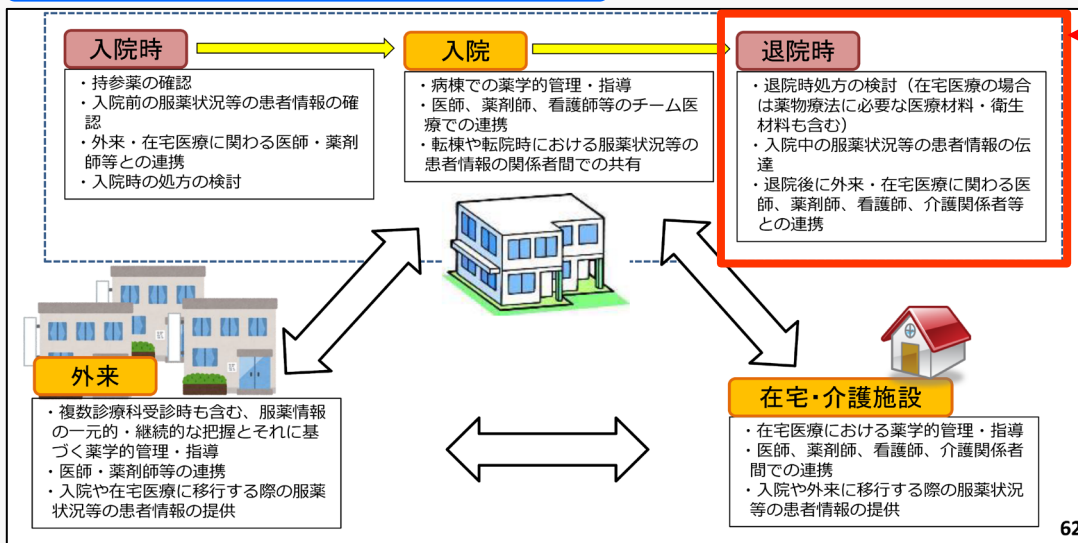 入院時
・持参薬の確認
・入院前の服薬状況等の患者情報の確
認
・外来・在宅医療に関わる医師・薬剤
師等との連携
・入院時の処方の検討
入院
・病棟での薬学的管理・指導
・医師、薬剤師、看護師等のチーム医
療での連携
・転棟や転院時における服薬状況等の
患者情報の関係者間での共有
退院時
・退院時処方の検討（在宅医療の場合
は薬物療法に必要な医療材料・衛生
材料も含む）
・入院中の服薬状況等の患者情報の伝
達
・退院後に外来・在宅医療に関わる医
師、薬剤師、看護師、介護関係者等
との連携
外来
・複数診療科受診時も含む、服薬情報
の一元的・継続的な把握とそれに基
づく薬学的管理・指導
・医師・薬剤師等の連携
・入院や在宅医療に移行する際の服薬
状況等の患者情報の提供
在宅・介護施設
・在宅医療における薬学的管理・指導
・医師、薬剤師、看護師、介護関係者
間での連携
・入院や外来に移行する際の服薬状況
等の患者情報の提供
62